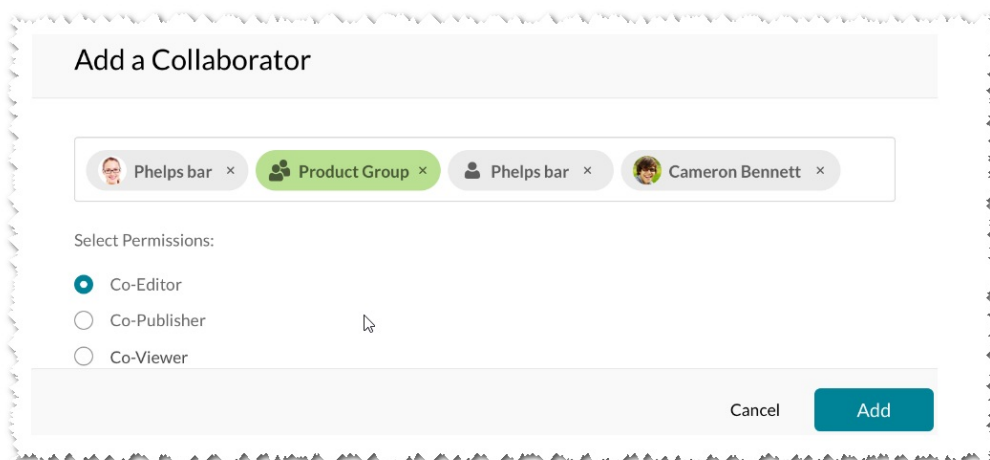 Add a Collaborator
Phelps bar × Product Group × Phelps bar × Cameron Bennett ×
Select Permissions:
Co-Editor
Co-Publisher
Co-Viewer
Cancel Add